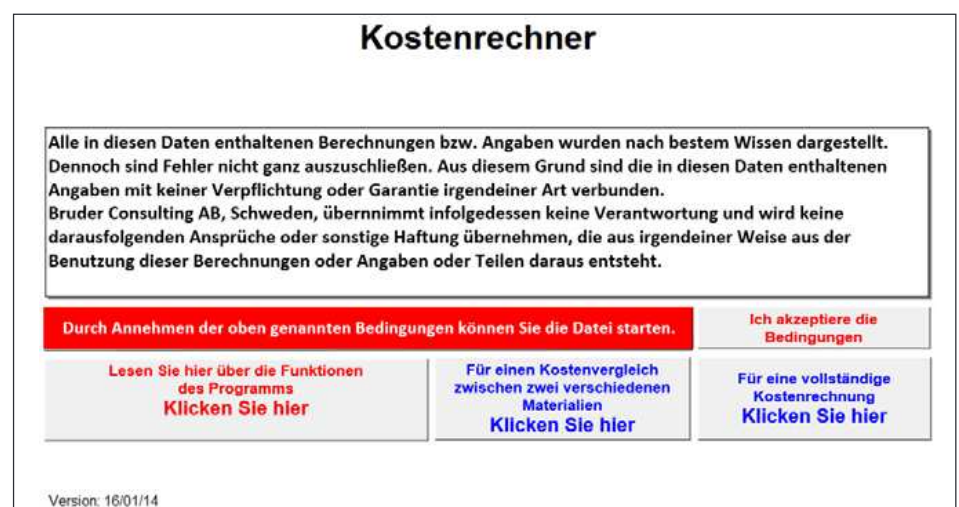 Kostenrechner
Alle in diesen Daten enthaltenen Berechnungen bzw. Angaben wurden nach bestem Wissen dargestellt.
Dennoch sind Fehler nicht ganz auszuschließen. Aus diesem Grund sind die in diesen Daten enthaltenen
Angaben mit keiner Verpflichtung oder Garantie irgendeiner Art verbunden.
Bruder Consulting AB, Schweden, übernnimmt infolgedessen keine Verantwortung und wird keine
darausfolgenden Ansprüche oder sonstige Haftung übernehmen, die aus irgendeiner Weise aus der
Benutzung dieser Berechnungen oder Angaben oder Teilen daraus entsteht.
Durch Annehmen der oben genannten Bedingungen können Sie die Datei starten.
Ich akzeptiere die
Bedingungen
Lesen Sie hier über die Funktionen
des Programms
Klicken Sie hier
Für einen Kostenvergleich
zwischen zwei verschiedenen
Materialien
Klicken Sie hier
Für eine vollständige
Kostenrechnung
Klicken Sie hier
Version: 16/01/14